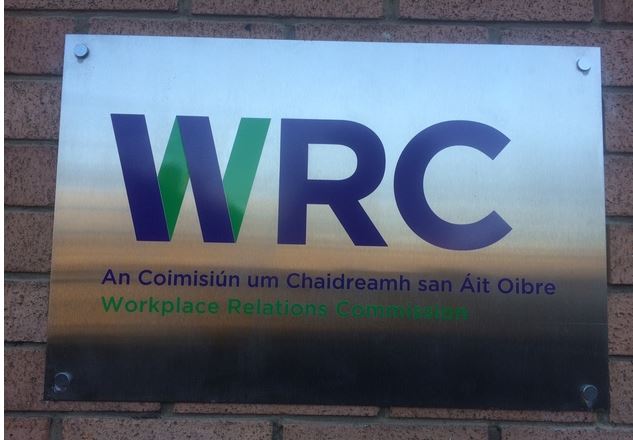 WRC
An Coimisiún um Chaidreamh san Áit Oibre
Workplace Relations Commission